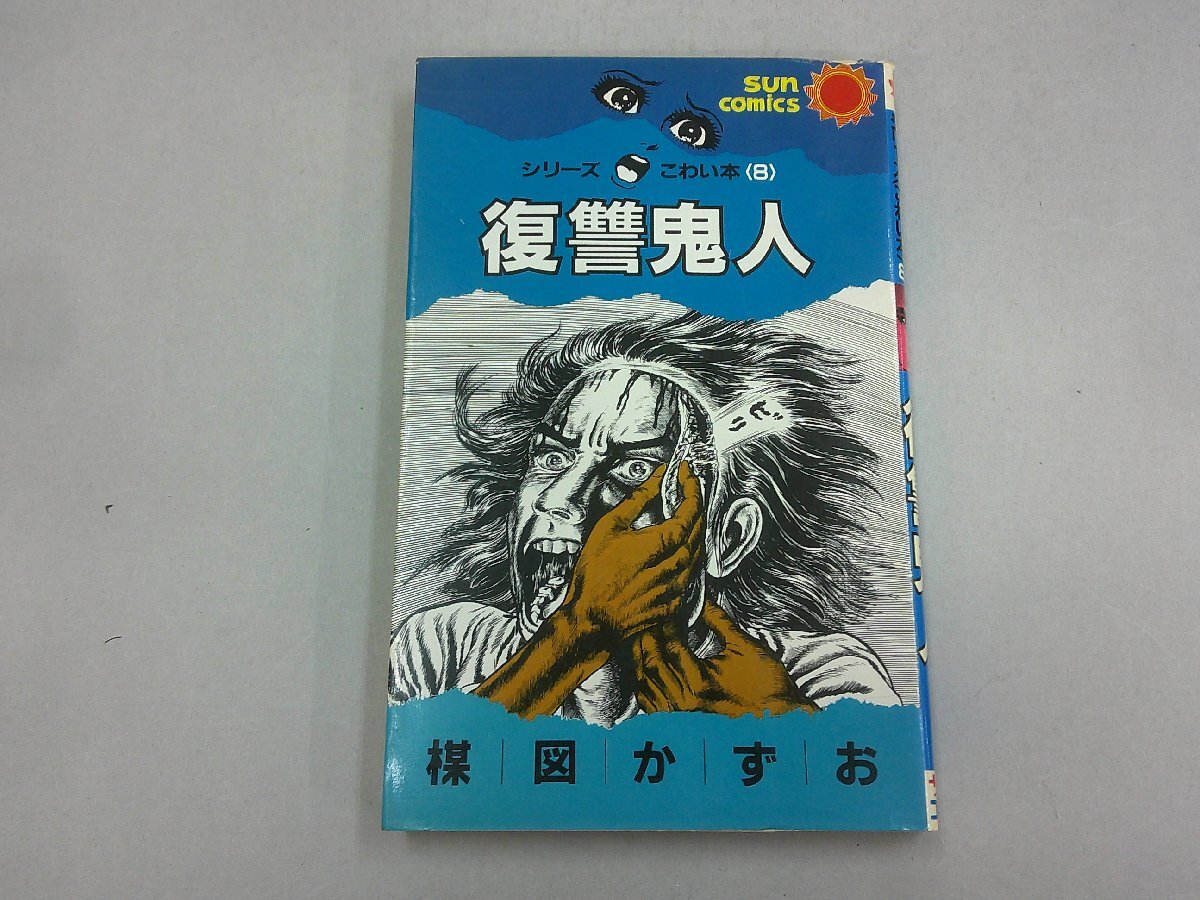 sun
comics
シリーズ こわい本〈8〉
復讐鬼人
楳図かずお